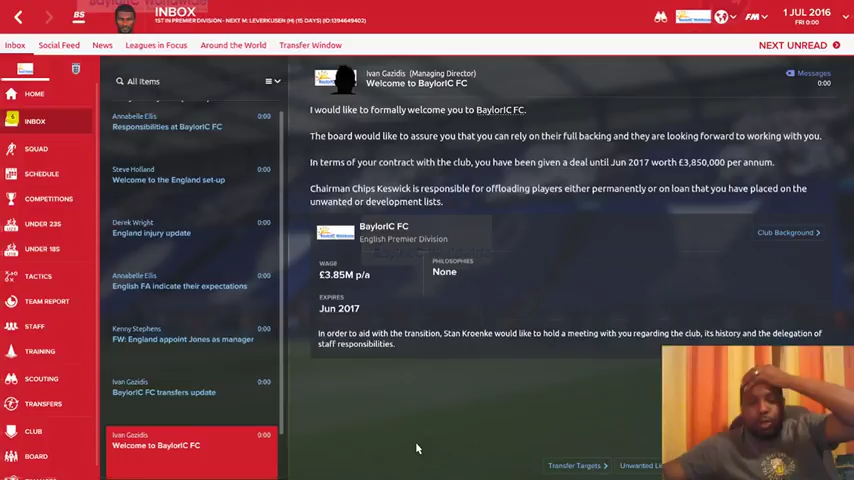 INBOX
1ST IN PREMIER DIVISION - NEXT M: LEVERKUSEN (H) (15 DAYS) (ID:1394649402)
BS
FM
1 JUL 2016
FRI 0:00
Inbox
Social Feed
News
Leagues in Focus
Around the World
Transfer Window
NEXT UNREAD
HOME
INBOX
SQUAD
SCHEDULE
COMPETITIONS
UNDER 23S
UNDER 18S
TACTICS
TEAM REPORT
STAFF
TRAINING
SCOUTING
TRANSFERS
CLUB
BOARD
All Items
Annabelle Ellis 0:00
Responsibilities at BaylorIC FC
Steve Holland 0:00
Welcome to the England set-up
Derek Wright 0:00
England injury update
Annabelle Ellis 0:00
English FA indicate their expectations
Kenny Stephens 0:00
FW: England appoint Jones as manager
Ivan Gazidis 0:00
BaylorIC FC transfers update
Ivan Gazidis 0:00
Welcome to BaylorIC FC
Ivan Gazidis (Managing Director)
Welcome to BaylorIC FC
Messages
0:00
I would like to formally welcome you to BaylorIC FC.
The board would like to assure you that you can rely on their full backing and they are looking forward to working with you.
In terms of your contract with the club, you have been given a deal until Jun 2017 worth £3,850,000 per annum.
Chairman Chips Keswick is responsible for offloading players either permanently or on loan that you have placed on the
unwanted or development lists.
BaylorIC FC
English Premier Division
Club Background
WAGE
£3.85M p/a
PHILOSOPHIES
None
EXPIRES
Jun 2017
In order to aid with the transition, Stan Kroenke would like to hold a meeting with you regarding the club, its history and the delegation of
staff responsibilities.
Transfer Targets
Unwanted